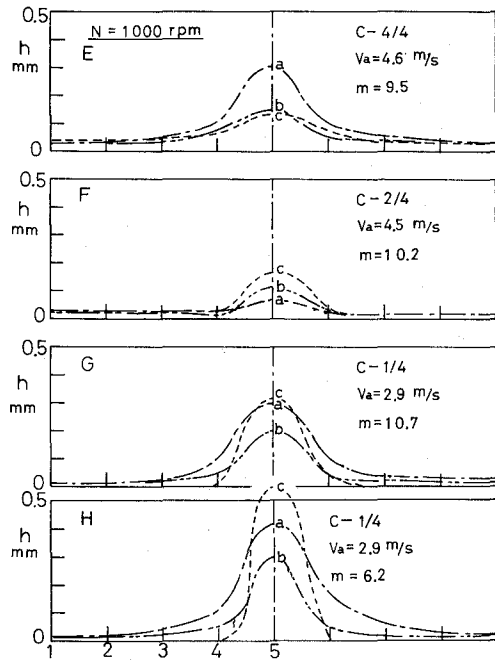 N = 1000 rpm
E
h
mm
0.5
0
a
b
c
C-4/4
Va=4.6 m/s
m=9.5
F
h
mm
0.5
0
c
b
a
C-2/4
Va=4.5 m/s
m=10.2
G
h
mm
0.5
0
c
a
b
C-1/4
Va=2.9 m/s
m=10.7
H
h
mm
0.5
0
c
a
b
C-1/4
Va=2.9 m/s
m=6.2
1 2 3 4 5